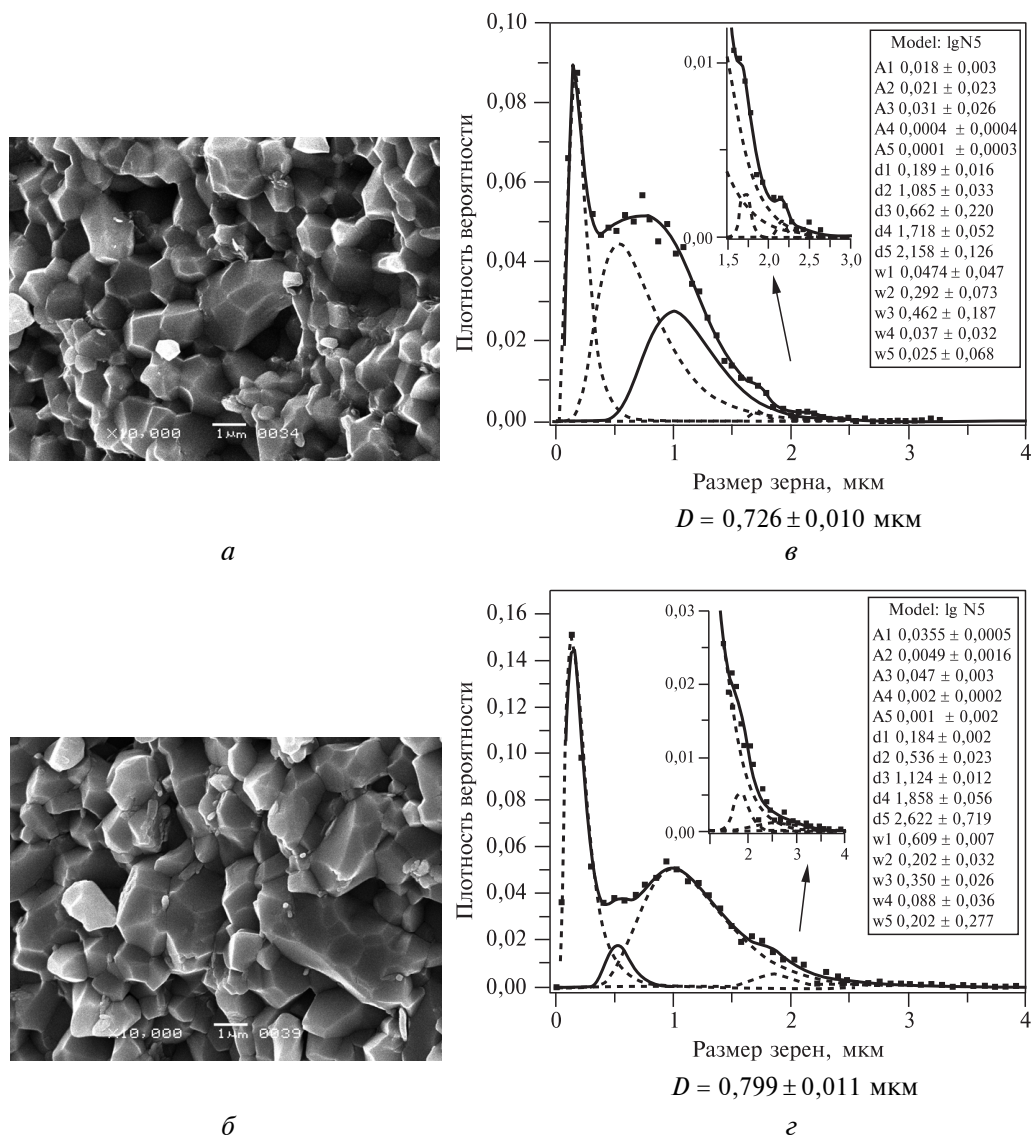 ×10,000 1μm 0034
а
Плотность вероятности
0,10
0,08
0,06
0,04
0,02
0,00
0 1 2 3 4
Размер зерна, мкм
0,01
0,00
1,5 2,0 2,5 3,0
Model: lgN5
A1 0,018 ± 0,003
A2 0,021 ± 0,023
A3 0,031 ± 0,026
A4 0,0004 ± 0,0004
A5 0,0001 ± 0,0003
d1 0,189 ± 0,016
d2 1,085 ± 0,033
d3 0,662 ± 0,220
d4 1,718 ± 0,052
d5 2,158 ± 0,126
w1 0,0474 ± 0,047
w2 0,292 ± 0,073
w3 0,462 ± 0,187
w4 0,037 ± 0,032
w5 0,025 ± 0,068
D = 0,726 ± 0,010 мкм
в
×10,000 1μm 0039
б
Плотность вероятности
0,16
0,14
0,12
0,10
0,08
0,06
0,04
0,02
0,00
0 1 2 3 4
Размер зерен, мкм
0,03
0,02
0,01
0,00
2 3 4
Model: lg N5
A1 0,0355 ± 0,0005
A2 0,0049 ± 0,0016
A3 0,047 ± 0,003
A4 0,002 ± 0,0002
A5 0,001 ± 0,002
d1 0,184 ± 0,002
d2 0,536 ± 0,023
d3 1,124 ± 0,012
d4 1,858 ± 0,056
d5 2,622 ± 0,719
w1 0,609 ± 0,007
w2 0,202 ± 0,032
w3 0,350 ± 0,026
w4 0,088 ± 0,036
w5 0,202 ± 0,277
D = 0,799 ± 0,011 мкм
г